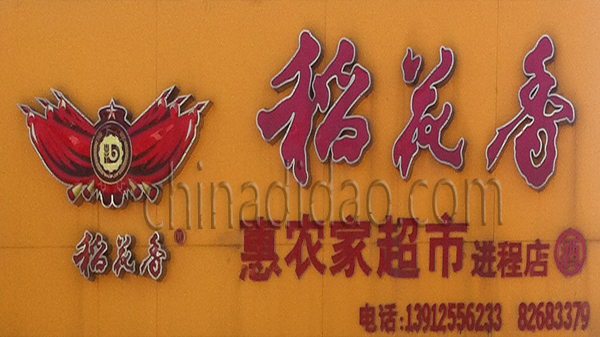 稻花香
稻花香
chinadidao.com
惠农家超市 进程店 酒
电话:13912556233 82683379